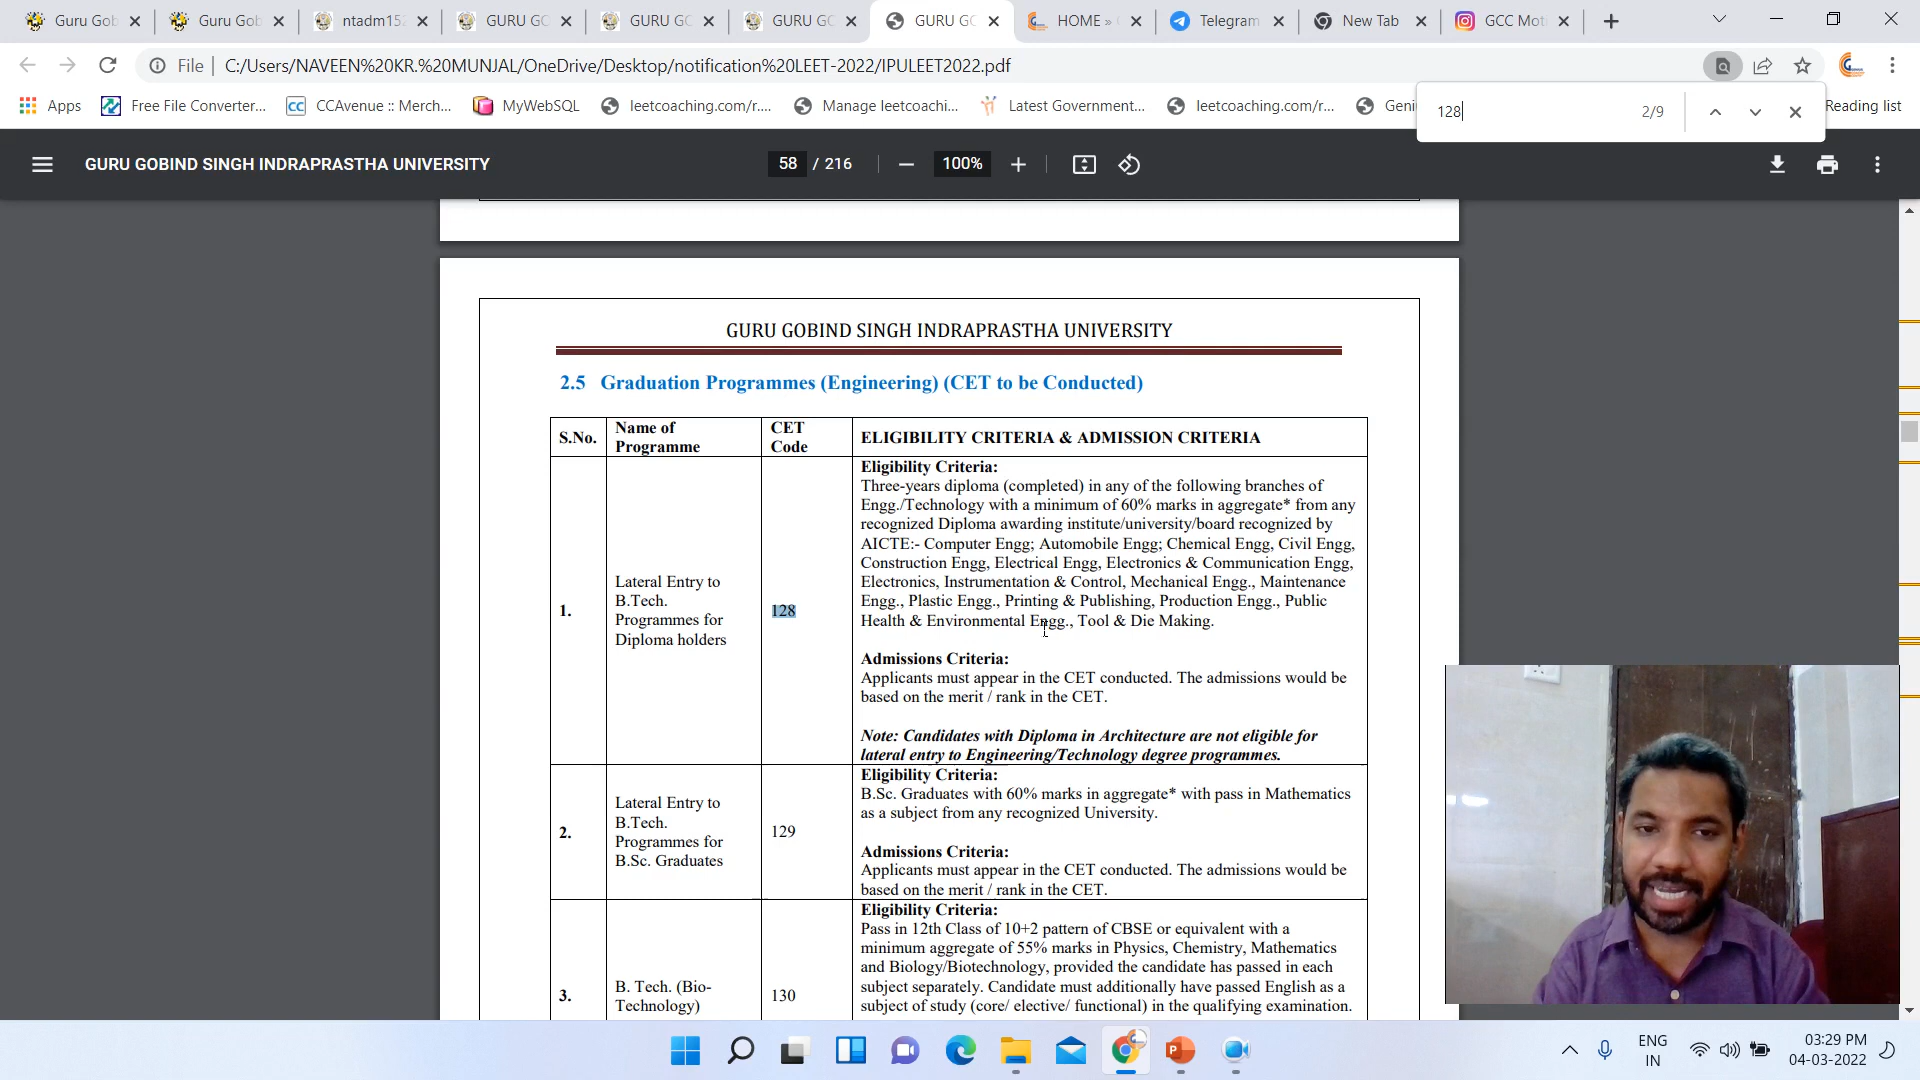 Guru Gob
Guru Gob
ntadm152
GURU GO
GURU GO
GURU GO
GURU GO
HOME »
Telegram
New Tab
GCC Mot
File
C:/Users/NAVEEN%20KR.%20MUNJAL/OneDrive/Desktop/notification%20LEET-2022/IPULEET2022.pdf
Apps
Free File Converter...
CCAvenue :: Merch...
MyWebSQL
leetcoaching.com/r....
Manage leetcoachi...
Latest Government...
leetcoaching.com/r...
Geni
Reading list
128
2/9
GURU GOBIND SINGH INDRAPRASTHA UNIVERSITY
58 / 216
100%
GURU GOBIND SINGH INDRAPRASTHA UNIVERSITY
2.5 Graduation Programmes (Engineering) (CET to be Conducted)
S.No.
Name of
Programme
CET
Code
ELIGIBILITY CRITERIA & ADMISSION CRITERIA
1.
Lateral Entry to
B.Tech.
Programmes for
Diploma holders
128
Eligibility Criteria:
Three-years diploma (completed) in any of the following branches of
Engg./Technology with a minimum of 60% marks in aggregate* from any
recognized Diploma awarding institute/university/board recognized by
AICTE:- Computer Engg; Automobile Engg; Chemical Engg, Civil Engg,
Construction Engg, Electrical Engg, Electronics & Communication Engg,
Electronics, Instrumentation & Control, Mechanical Engg., Maintenance
Engg., Plastic Engg., Printing & Publishing, Production Engg., Public
Health & Environmental Engg., Tool & Die Making.
Admissions Criteria:
Applicants must appear in the CET conducted. The admissions would be
based on the merit / rank in the CET.
Note: Candidates with Diploma in Architecture are not eligible for
lateral entry to Engineering/Technology degree programmes.
2.
Lateral Entry to
B.Tech.
Programmes for
B.Sc. Graduates
129
Eligibility Criteria:
B.Sc. Graduates with 60% marks in aggregate* with pass in Mathematics
as a subject from any recognized University.
Admissions Criteria:
Applicants must appear in the CET conducted. The admissions would be
based on the merit / rank in the CET.
3.
B. Tech. (Bio-
Technology)
130
Eligibility Criteria:
Pass in 12th Class of 10+2 pattern of CBSE or equivalent with a
minimum aggregate of 55% marks in Physics, Chemistry, Mathematics
and Biology/Biotechnology, provided the candidate has passed in each
subject separately. Candidate must additionally have passed English as a
subject of study (core/ elective/ functional) in the qualifying examination.
ENG
IN
03:29 PM
04-03-2022